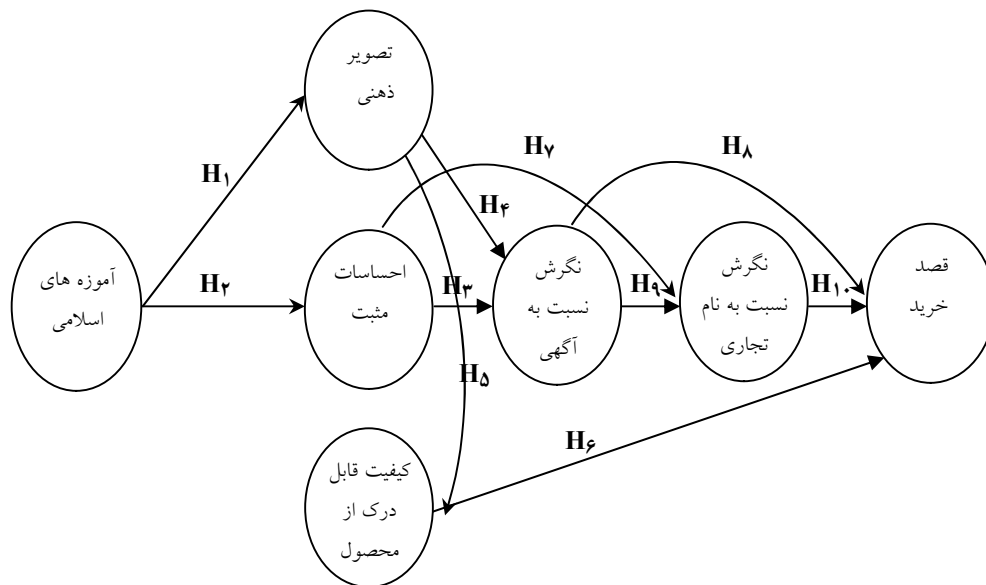 تصویر
ذهنی
H۷
H۸
H۱
H۴
آموزه های
اسلامی
H۲
احساسات
مثبت
H۳
نگرش
نسبت به
آگهی
H۹
نگرش
نسبت به نام
تجاری
H۱۰
قصد
خرید
H۵
H۶
کیفیت قابل
درک از
محصول